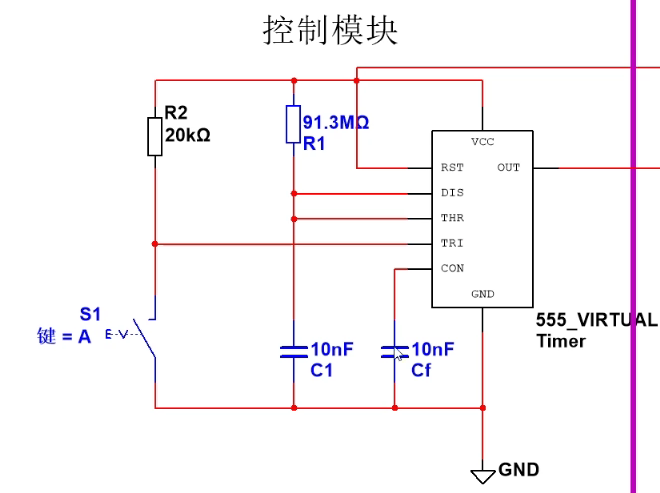 控制模块
R2
20kΩ
91.3MΩ
R1
VCC
RST
OUT
DIS
THR
TRI
CON
GND
S1
键 = A
555_VIRTUAL
Timer
10nF
C1
10nF
Cf
GND